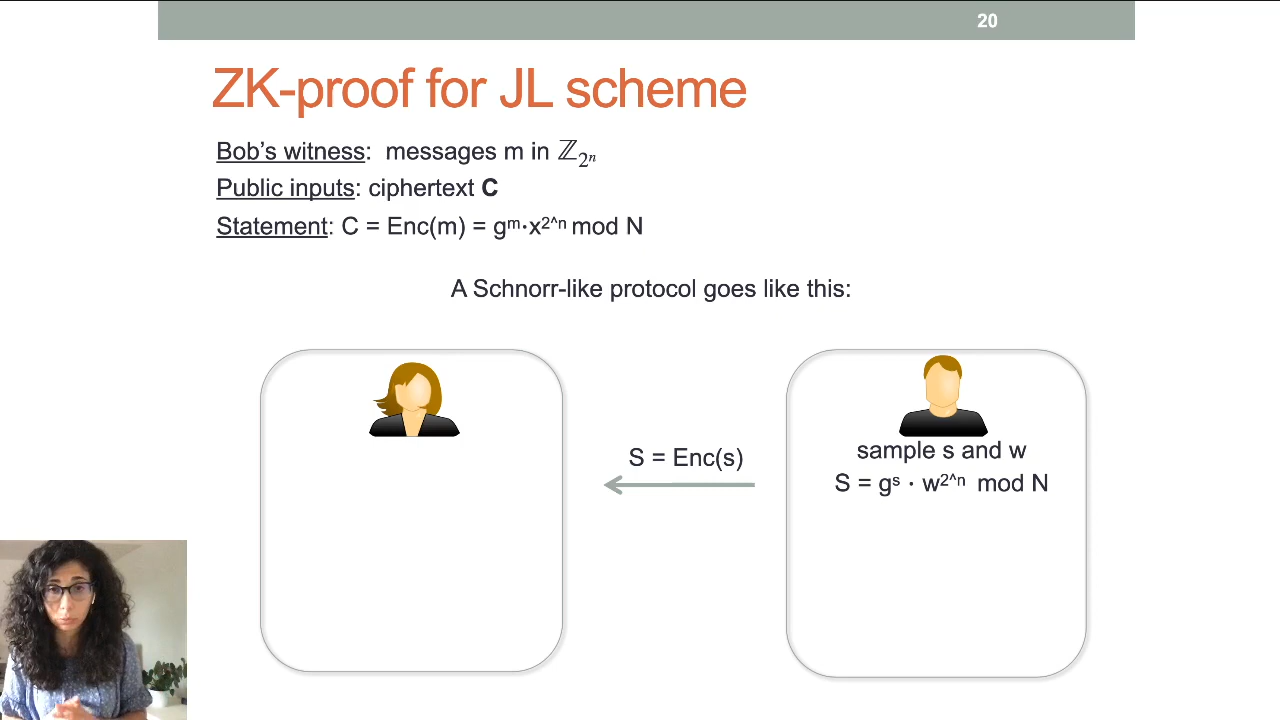 20
ZK-proof for JL scheme
Bob's witness: messages m in ℤ₂ⁿ
Public inputs: ciphertext C
Statement: C = Enc(m) = gᵐ·x²^ⁿ mod N
A Schnorr-like protocol goes like this:
S = Enc(s)
sample s and w
S = gˢ · w²^ⁿ mod N